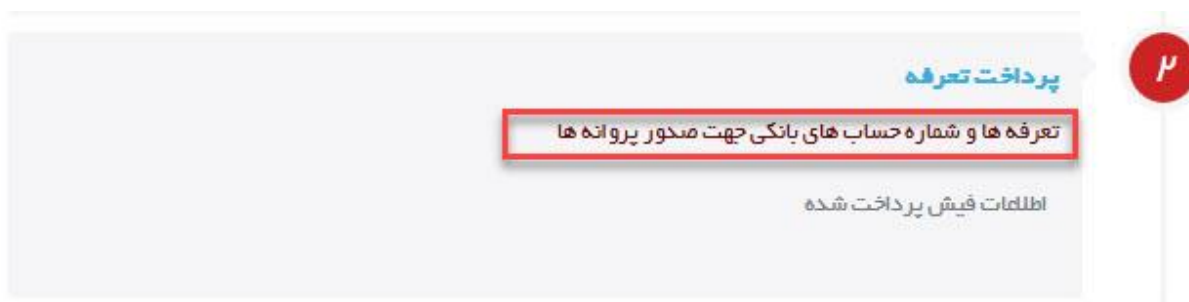 ۲
پرداخت تعرفه
تعرفه ها و شماره حساب های بانکی جهت صدور پروانه ها
اطلاعات فیش پرداخت شده